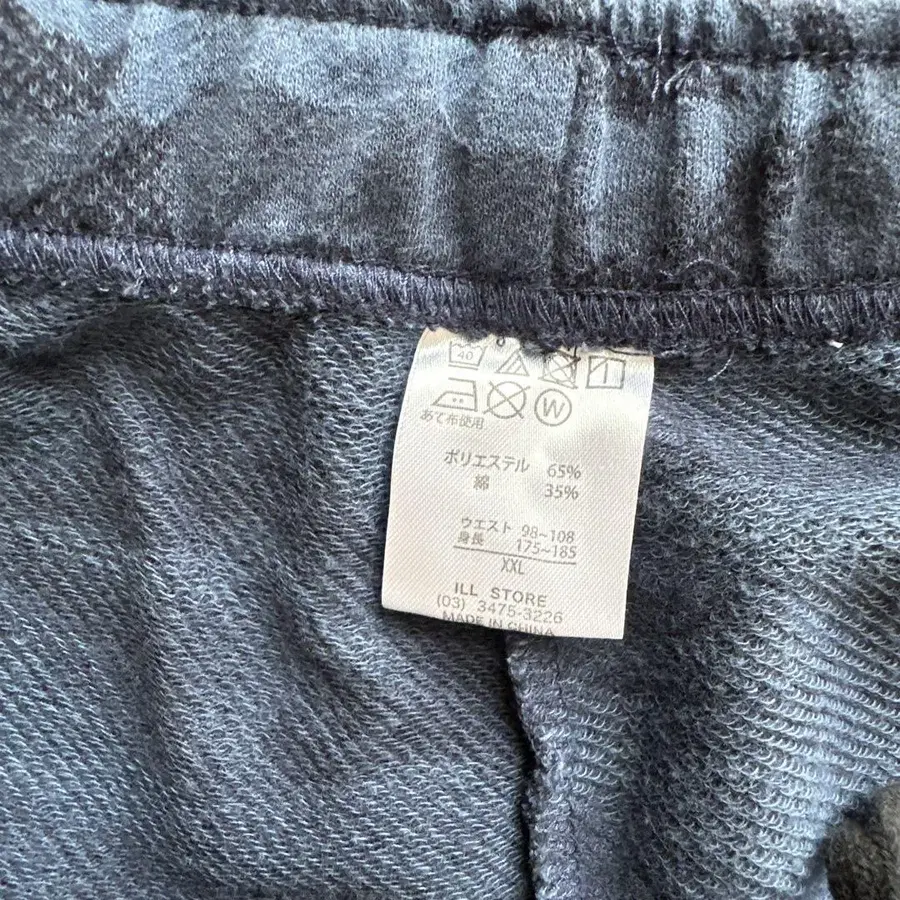 40
W
あて布使用
ポリエステル 65%
綿 35%
ウエスト 98~108
身長 175~185
XXL
ILL STORE
(03) 3475-3226
MADE IN CHINA